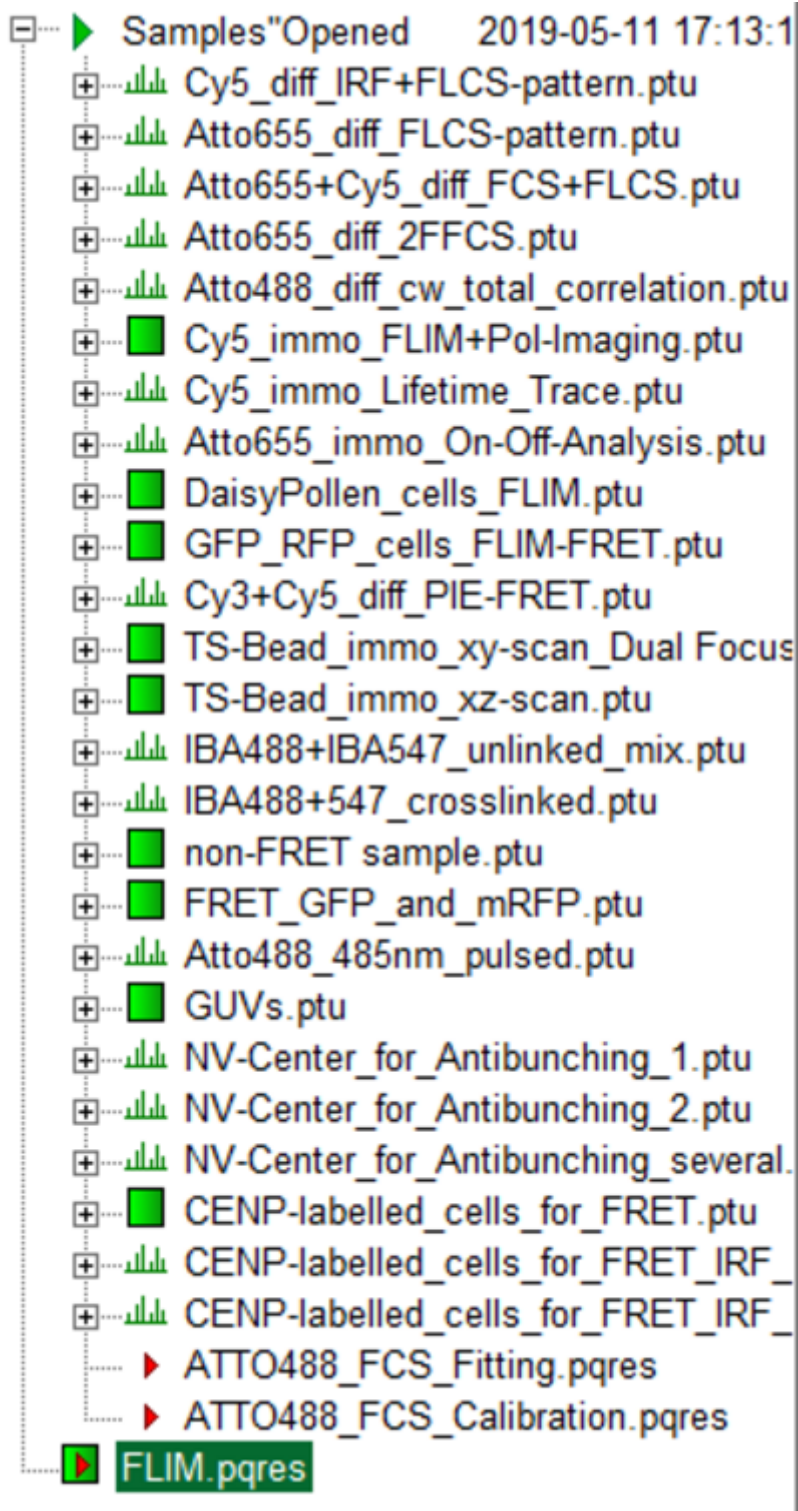 Samples"Opened 2019-05-11 17:13:1
Cy5_diff_IRF+FLCS-pattern.ptu
Atto655_diff_FLCS-pattern.ptu
Atto655+Cy5_diff_FCS+FLCS.ptu
Atto655_diff_2FFCS.ptu
Atto488_diff_cw_total_correlation.ptu
Cy5_immo_FLIM+Pol-Imaging.ptu
Cy5_immo_Lifetime_Trace.ptu
Atto655_immo_On-Off-Analysis.ptu
DaisyPollen_cells_FLIM.ptu
GFP_RFP_cells_FLIM-FRET.ptu
Cy3+Cy5_diff_PIE-FRET.ptu
TS-Bead_immo_xy-scan_Dual Focus
TS-Bead_immo_xz-scan.ptu
IBA488+IBA547_unlinked_mix.ptu
IBA488+547_crosslinked.ptu
non-FRET sample.ptu
FRET_GFP_and_mRFP.ptu
Atto488_485nm_pulsed.ptu
GUVs.ptu
NV-Center_for_Antibunching_1.ptu
NV-Center_for_Antibunching_2.ptu
NV-Center_for_Antibunching_several.
CENP-labelled_cells_for_FRET.ptu
CENP-labelled_cells_for_FRET_IRF_
CENP-labelled_cells_for_FRET_IRF_
ATTO488_FCS_Fitting.pqres
ATTO488_FCS_Calibration.pqres
FLIM.pqres